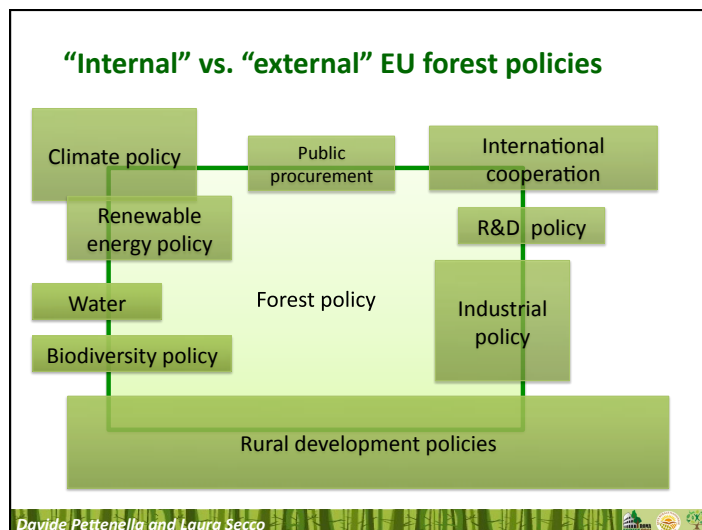 “Internal” vs. “external” EU forest policies
Climate policy
Public
procurement
International
cooperation
Renewable
energy policy
R&D policy
Water
Forest policy
Industrial
policy
Biodiversity policy
Rural development policies
Davide Pettenella and Laura Secco